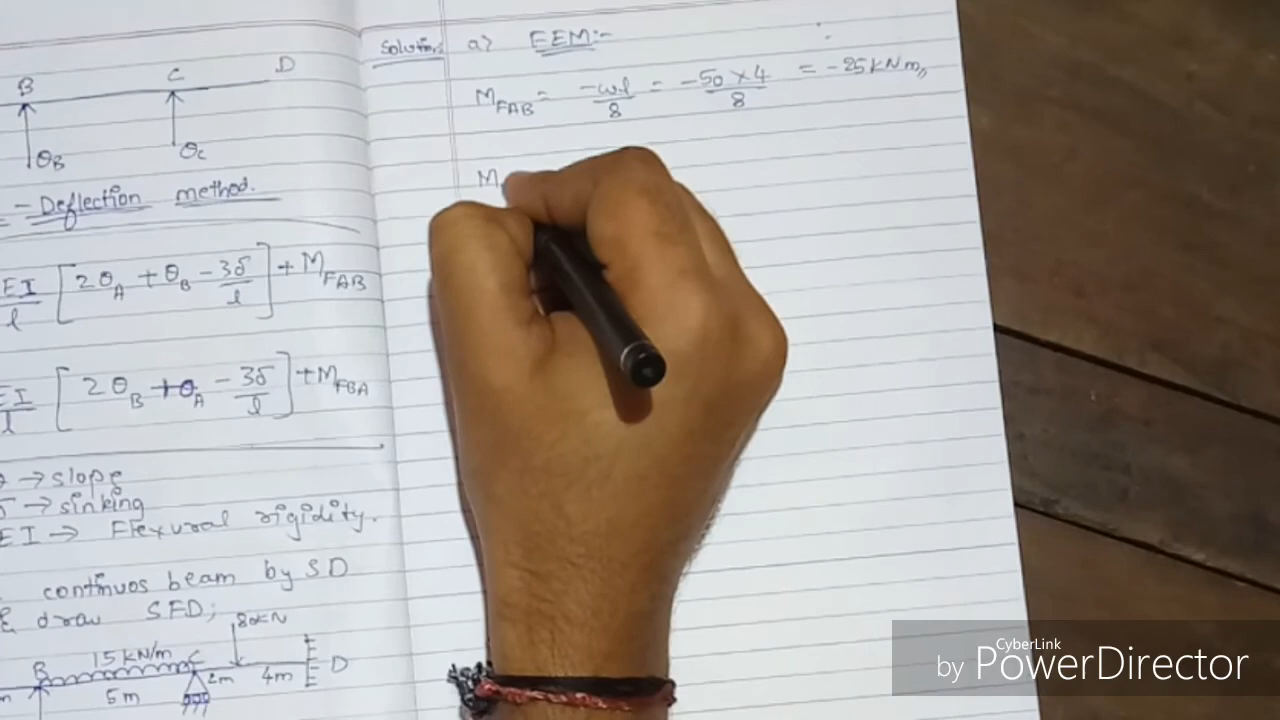 B C D
θB θC
- Deflection method.
EI/l [2θA + θB - 3δ/l] + MFAB
EI/l [2θB + θA - 3δ/l] + MFBA
→ slope
δ → sinking
EI → Flexural rigidity.
continuos beam by SD
& draw SFD;
80KN
B 15 KN/m C 2m 4m D
5m
Solution: a) FEM:-
MFAB = -wl/8 = -50 × 4/8 = -25 KNm,,
M
CyberLink
by PowerDirector